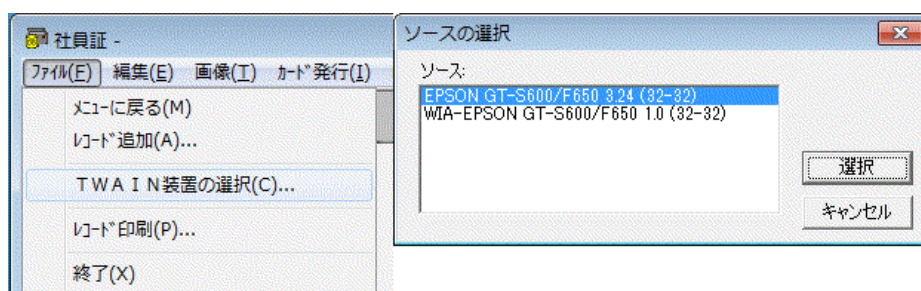 社員証 -
ﾌｧｲﾙ(F) 編集(E) 画像(T) ｶｰﾄﾞ発行(I)
ﾒﾆｭｰに戻る(M)
ﾚｺｰﾄﾞ追加(A)...
ＴＷＡＩＮ装置の選択(C)...
ﾚｺｰﾄﾞ印刷(P)...
終了(X)
ソースの選択
ソース:
EPSON GT-S600/F650 3.24 (32-32)
WIA-EPSON GT-S600/F650 1.0 (32-32)
選択
キャンセル